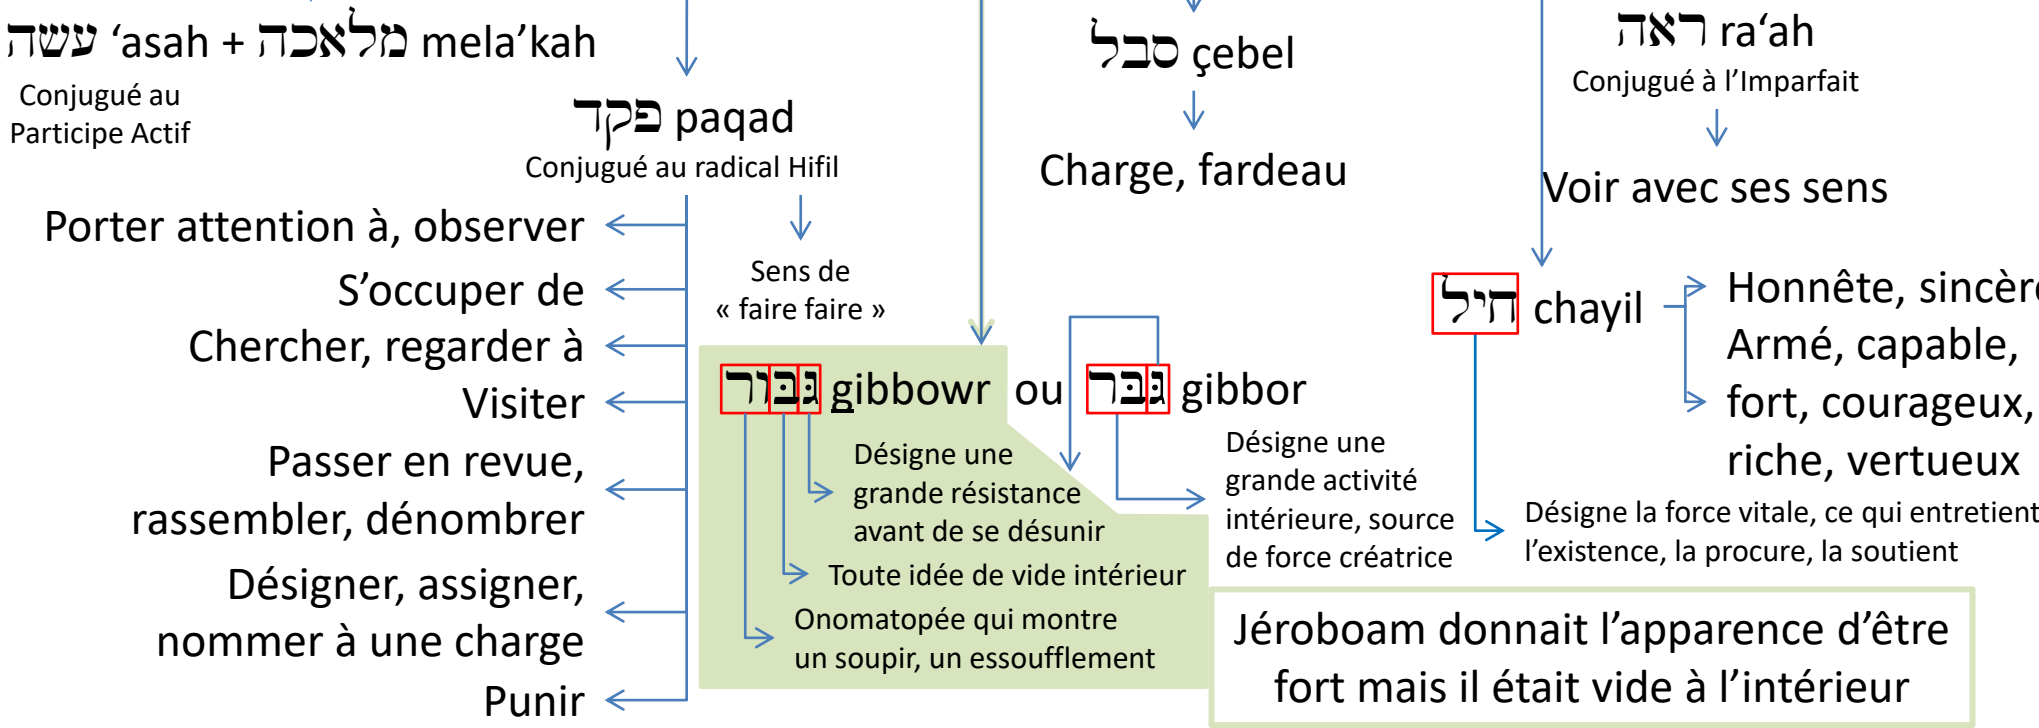 עשה ‘asah + מלאכה mela’kah
Conjugué au
Participe Actif
פקד paqad
Conjugué au radical Hifil
Porter attention à, observer
S’occuper de
Chercher, regarder à
Visiter
Passer en revue,
rassembler, dénombrer
Désigner, assigner,
nommer à une charge
Punir
Sens de
« faire faire »
סבל çebel
Charge, fardeau
ראה ra‘ah
Conjugué à l’Imparfait
Voir avec ses sens
חיל chayil
Honnête, sincère
Armé, capable,
fort, courageux,
riche, vertueux
Désigne la force vitale, ce qui entretient
l’existence, la procure, la soutient
גּבּור gibbowr ou גּבּר gibbor
Désigne une
grande résistance
avant de se désunir
Toute idée de vide intérieur
Onomatopée qui montre
un soupir, un essoufflement
Désigne une
grande activité
intérieure, source
de force créatrice
Jéroboam donnait l’apparence d’être
fort mais il était vide à l’intérieur